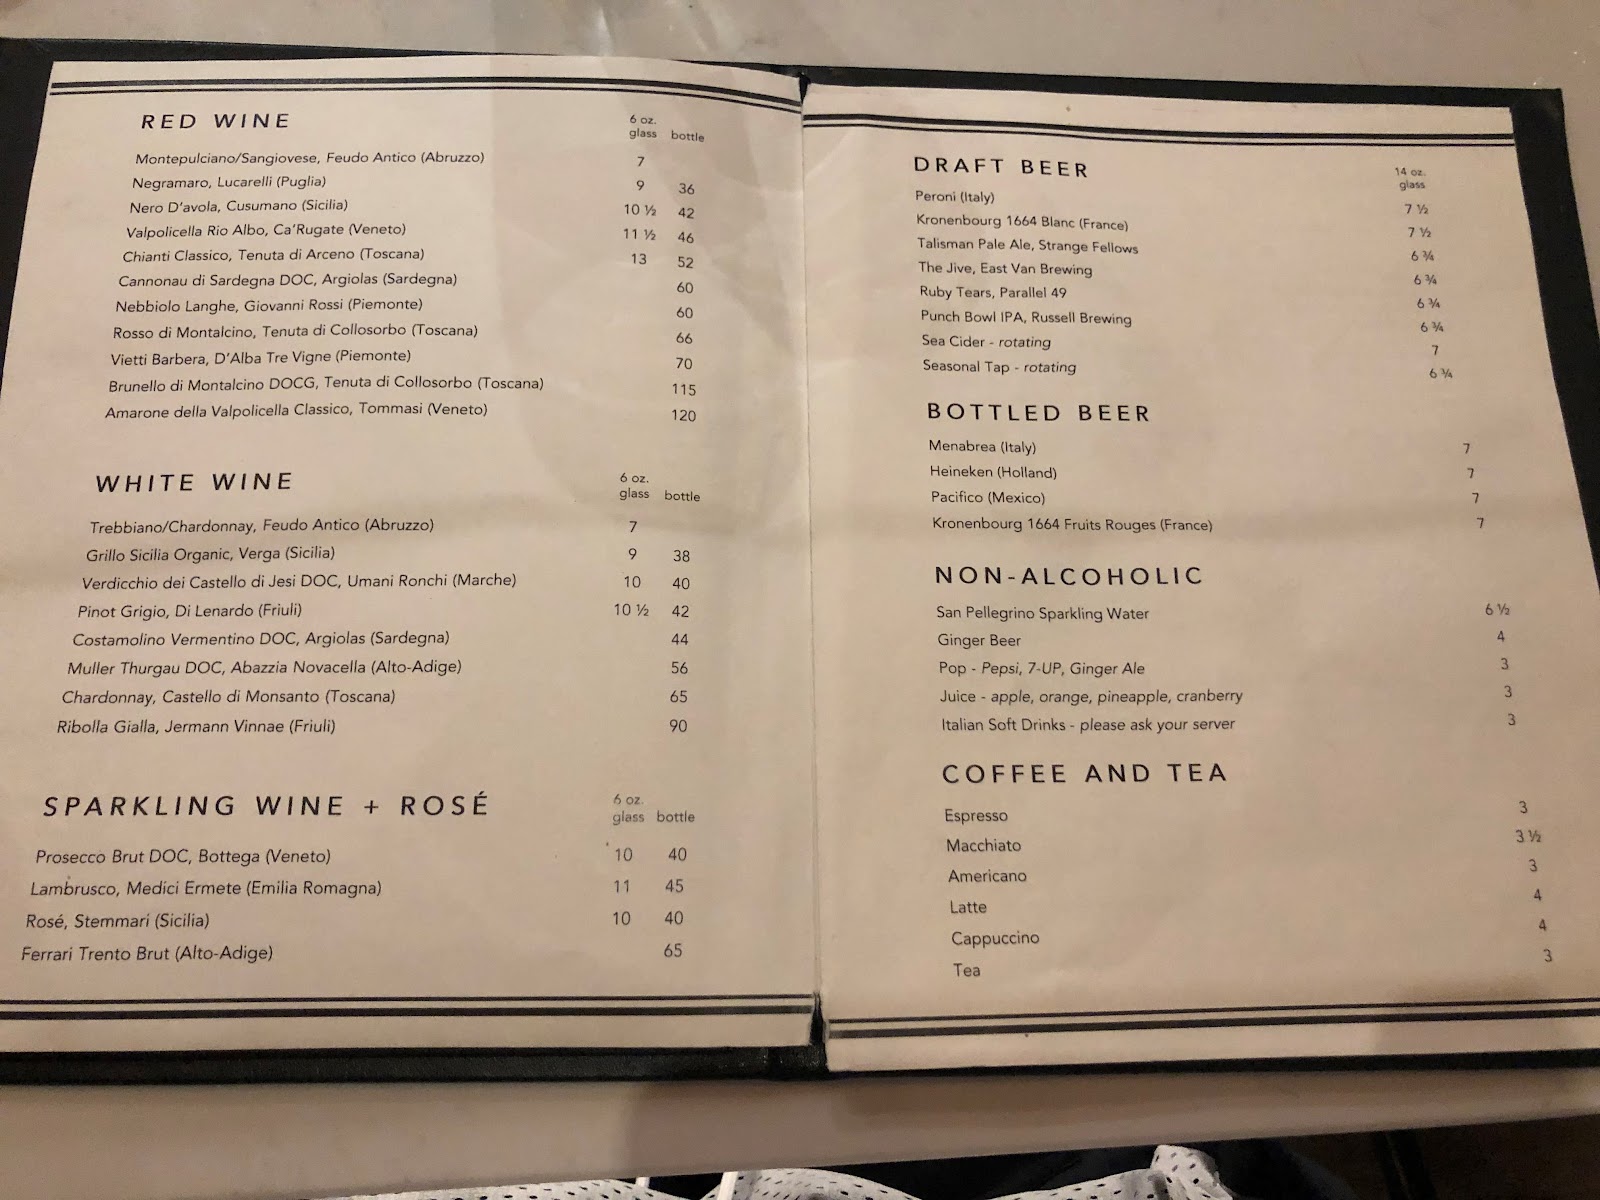 RED WINE 6 oz. glass bottle
Montepulciano/Sangiovese, Feudo Antico (Abruzzo) 7
Negramaro, Lucarelli (Puglia) 9 36
Nero D'avola, Cusumano (Sicilia) 10 ½ 42
Valpolicella Rio Albo, Ca'Rugate (Veneto) 11 ½ 46
Chianti Classico, Tenuta di Arceno (Toscana) 13 52
Cannonau di Sardegna DOC, Argiolas (Sardegna) 60
Nebbiolo Langhe, Giovanni Rossi (Piemonte) 60
Rosso di Montalcino, Tenuta di Collosorbo (Toscana) 66
Vietti Barbera, D'Alba Tre Vigne (Piemonte) 70
Brunello di Montalcino DOCG, Tenuta di Collosorbo (Toscana) 115
Amarone della Valpolicella Classico, Tommasi (Veneto) 120
WHITE WINE 6 oz. glass bottle
Trebbiano/Chardonnay, Feudo Antico (Abruzzo) 7
Grillo Sicilia Organic, Verga (Sicilia) 9 38
Verdicchio dei Castello di Jesi DOC, Umani Ronchi (Marche) 10 40
Pinot Grigio, Di Lenardo (Friuli) 10 ½ 42
Costamolino Vermentino DOC, Argiolas (Sardegna) 44
Muller Thurgau DOC, Abazzia Novacella (Alto-Adige) 56
Chardonnay, Castello di Monsanto (Toscana) 65
Ribolla Gialla, Jermann Vinnae (Friuli) 90
SPARKLING WINE + ROSÉ 6 oz. glass bottle
Prosecco Brut DOC, Bottega (Veneto) 10 40
Lambrusco, Medici Ermete (Emilia Romagna) 11 45
Rosé, Stemmari (Sicilia) 10 40
Ferrari Trento Brut (Alto-Adige) 65
DRAFT BEER 14 oz. glass
Peroni (Italy) 7 ½
Kronenbourg 1664 Blanc (France) 7 ½
Talisman Pale Ale, Strange Fellows 6 ¾
The Jive, East Van Brewing 6 ¾
Ruby Tears, Parallel 49 6 ¾
Punch Bowl IPA, Russell Brewing 6 ¾
Sea Cider - rotating 7
Seasonal Tap - rotating 6 ¾
BOTTLED BEER
Menabrea (Italy) 7
Heineken (Holland) 7
Pacifico (Mexico) 7
Kronenbourg 1664 Fruits Rouges (France) 7
NON-ALCOHOLIC
San Pellegrino Sparkling Water 6 ½
Ginger Beer 4
Pop - Pepsi, 7-UP, Ginger Ale 3
Juice - apple, orange, pineapple, cranberry 3
Italian Soft Drinks - please ask your server 3
COFFEE AND TEA
Espresso 3
Macchiato 3 ½
Americano 3
Latte 4
Cappuccino 4
Tea 3